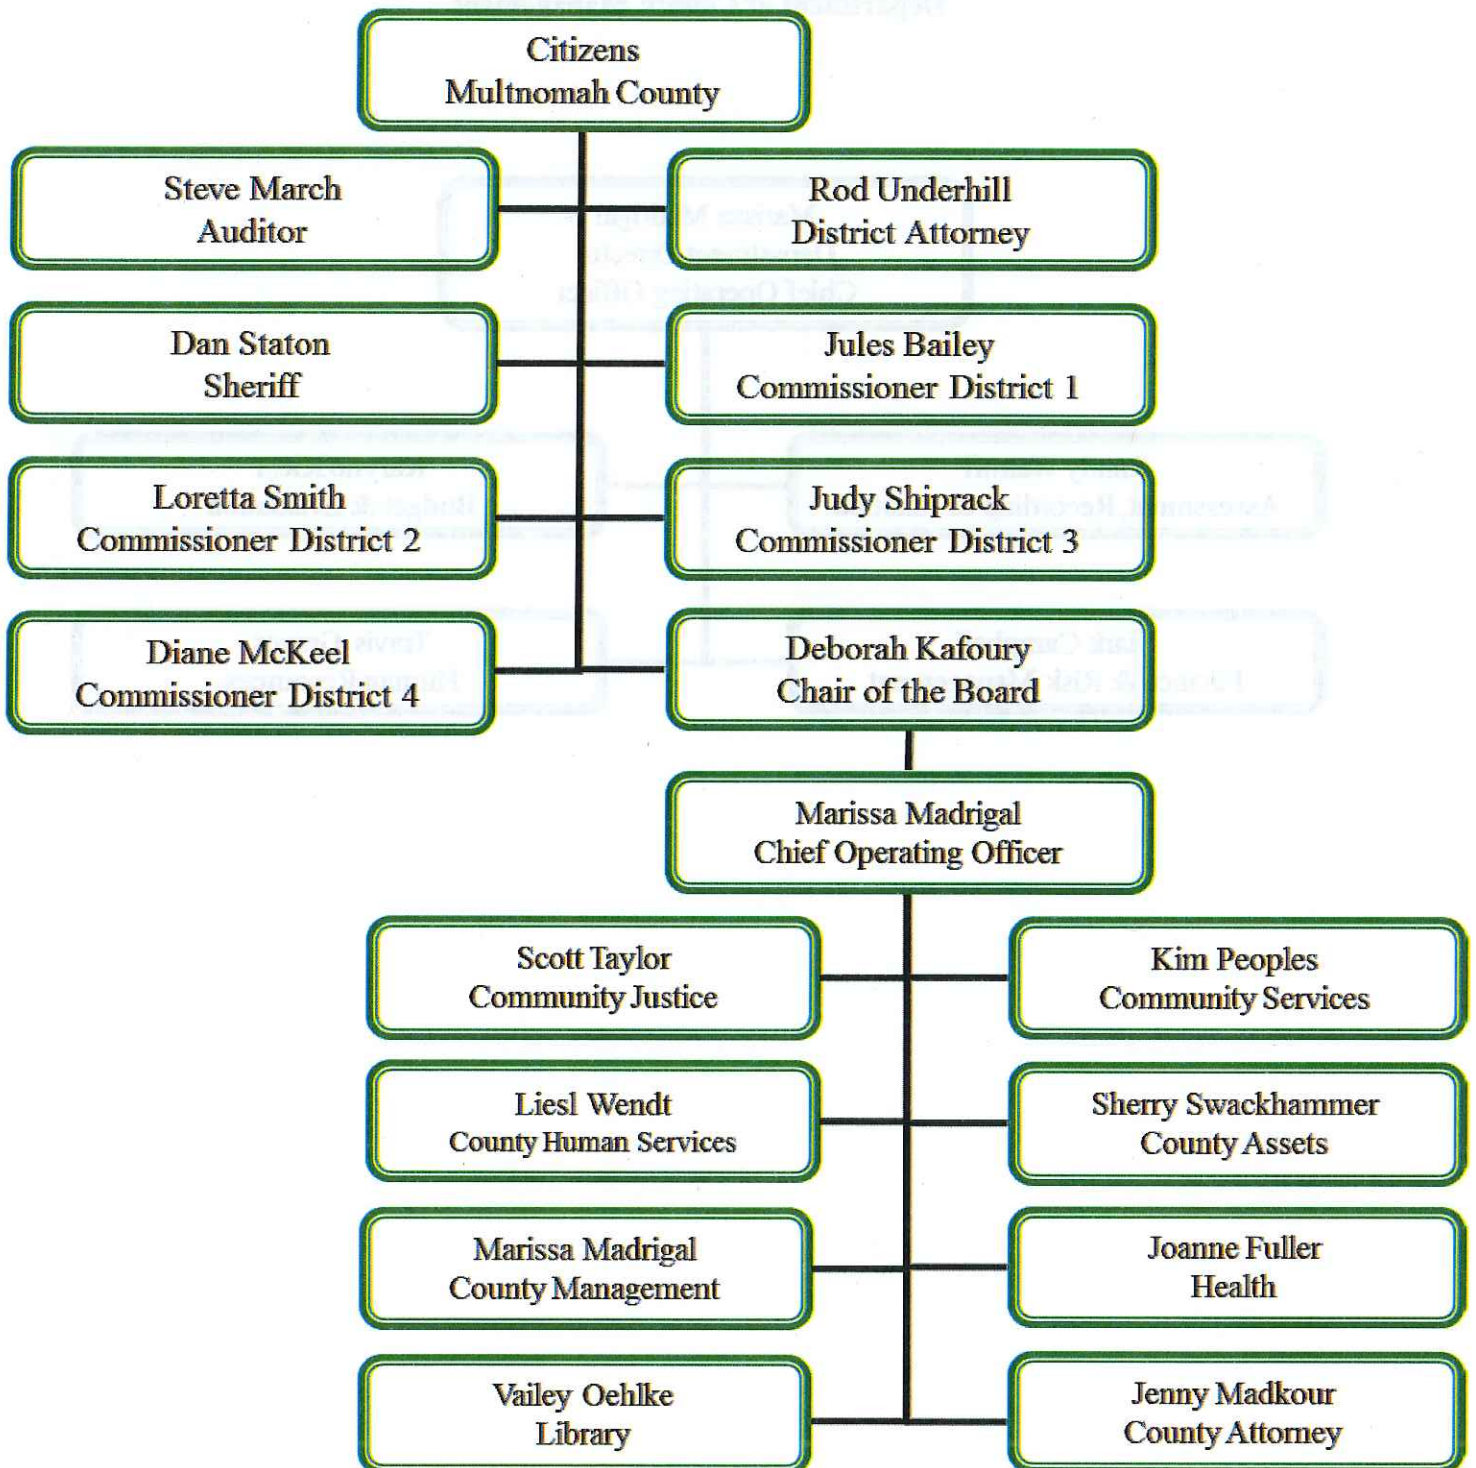 Citizens
Multnomah County
Steve March
Auditor
Rod Underhill
District Attorney
Dan Staton
Sheriff
Jules Bailey
Commissioner District 1
Loretta Smith
Commissioner District 2
Judy Shiprack
Commissioner District 3
Diane McKeel
Commissioner District 4
Deborah Kafoury
Chair of the Board
Marissa Madrigal
Chief Operating Officer
Scott Taylor
Community Justice
Kim Peoples
Community Services
Liesl Wendt
County Human Services
Sherry Swackhammer
County Assets
Marissa Madrigal
County Management
Joanne Fuller
Health
Vailey Oehlke
Library
Jenny Madkour
County Attorney